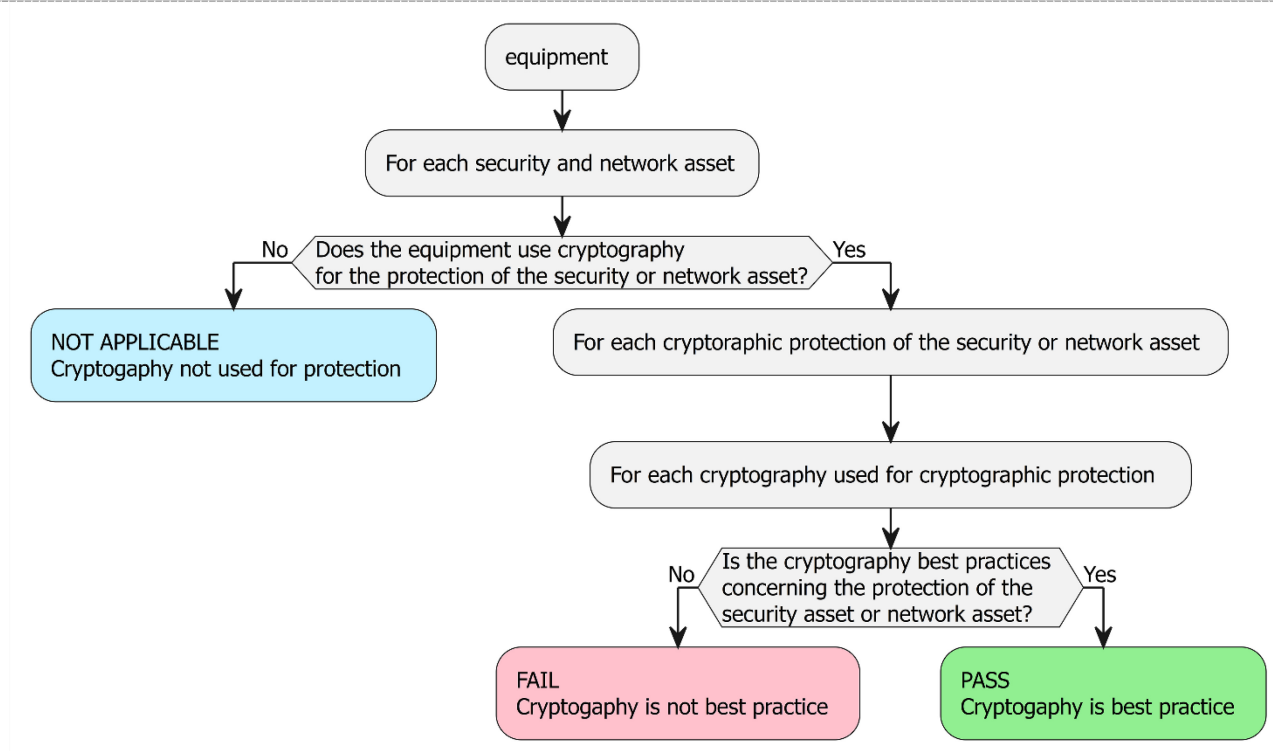 equipment
For each security and network asset
No
Does the equipment use cryptography
for the protection of the security or network asset?
Yes
NOT APPLICABLE
Cryptogaphy not used for protection
For each cryptoraphic protection of the security or network asset
For each cryptography used for cryptographic protection
No
Is the cryptography best practices
concerning the protection of the
security asset or network asset?
Yes
FAIL
Cryptogaphy is not best practice
PASS
Cryptogaphy is best practice